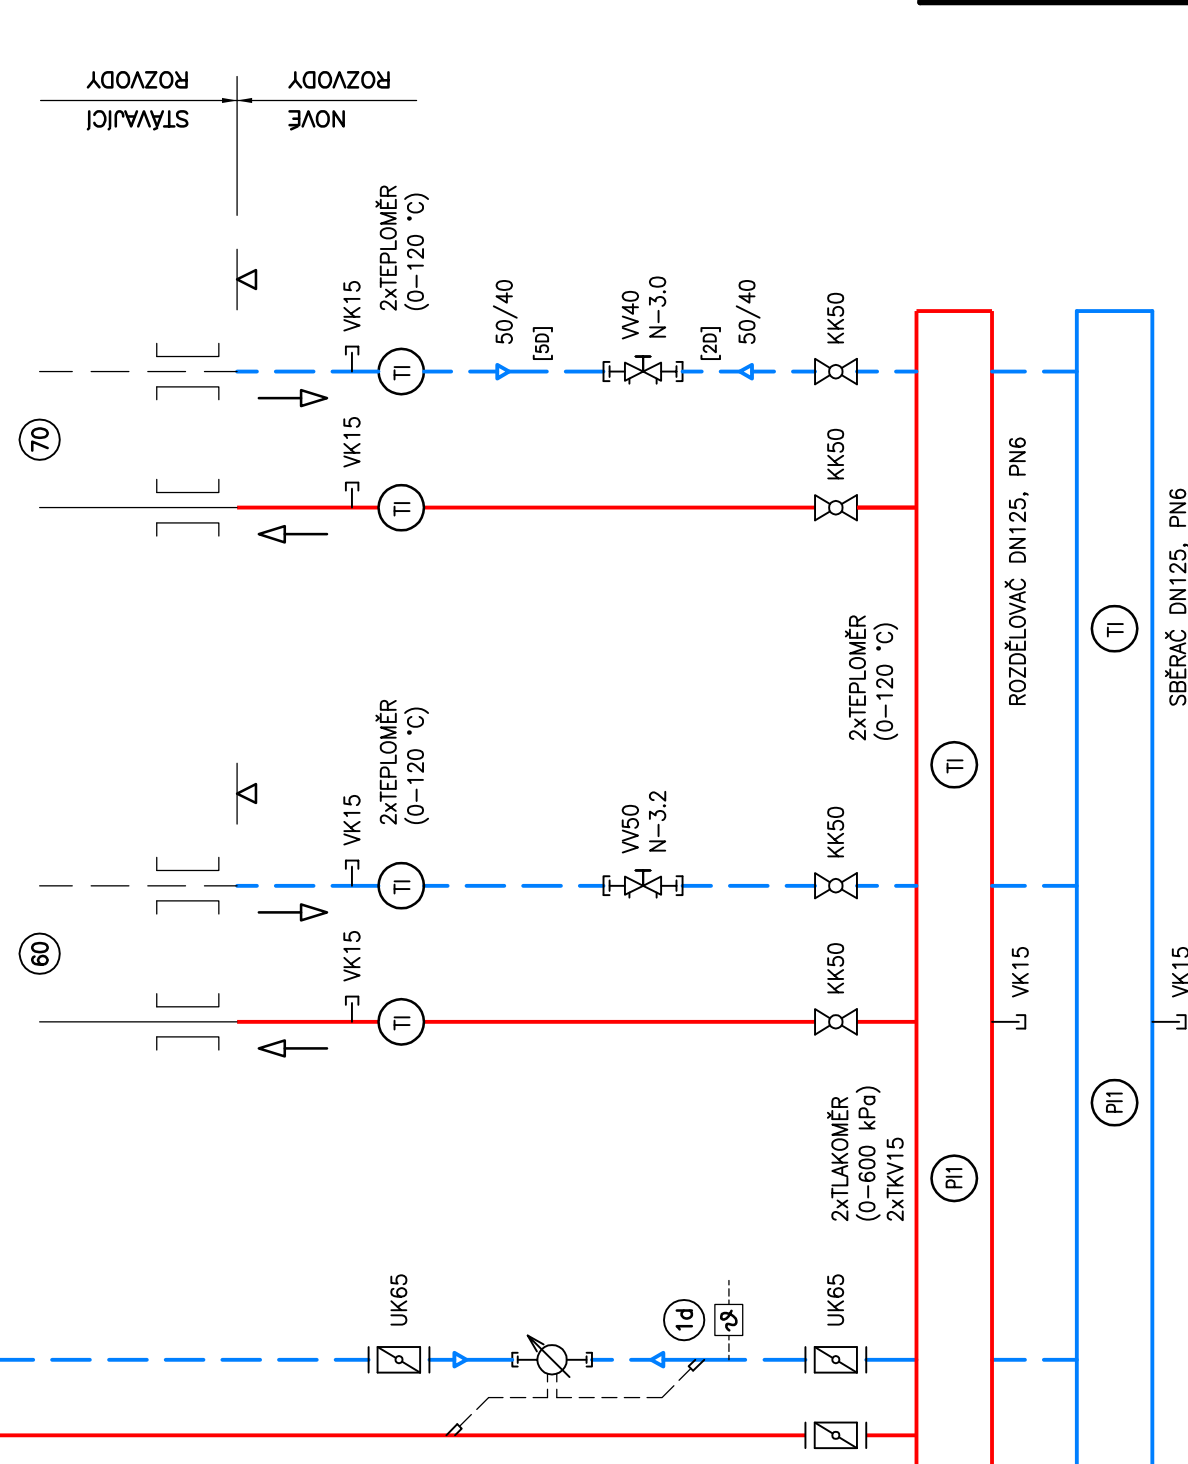 STÁVAJÍCÍ
ROZVODY
NOVÉ
ROZVODY
70
VK15
2xTEPLOMĚR
(0-120 °C)
TI
50/40
[5D]
VV40
N-3.0
[2D]
50/40
KK50
VK15
TI
KK50
ROZDĚLOVAČ DN125, PN6
SBĚRAČ DN125, PN6
2xTEPLOMĚR
(0-120 °C)
TI
TI
60
VK15
2xTEPLOMĚR
(0-120 °C)
TI
VV50
N-3.2
KK50
VK15
TI
KK50
VK15
VK15
2xTLAKOMĚR
(0-600 kPa)
2xTKV15
PI1
PI1
UK65
1d
ϑ
UK65